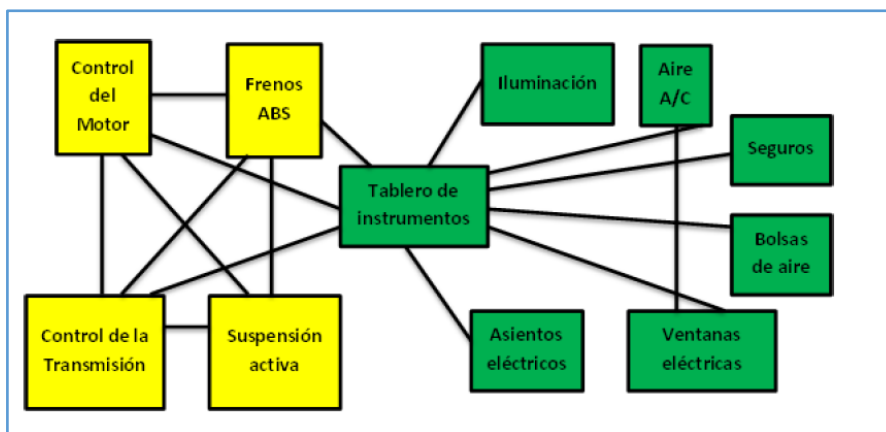 Control
del
Motor
Frenos
ABS
Iluminación
Aire
A/C
Seguros
Tablero de
instrumentos
Bolsas
de aire
Control de la
Transmisión
Suspensión
activa
Asientos
eléctricos
Ventanas
eléctricas